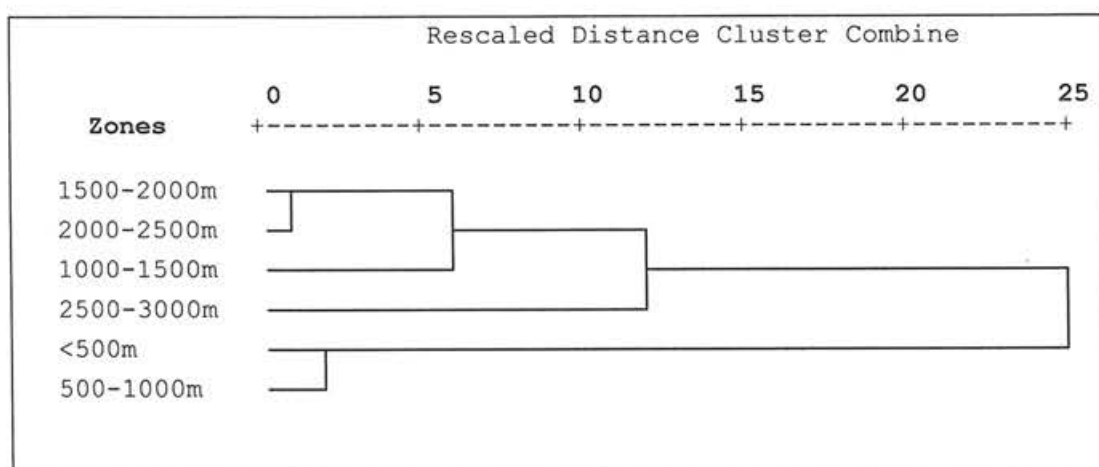 Rescaled Distance Cluster Combine
0 5 10 15 20 25
Zones +---------+---------+---------+---------+---------+
1500-2000m
2000-2500m
1000-1500m
2500-3000m
<500m
500-1000m